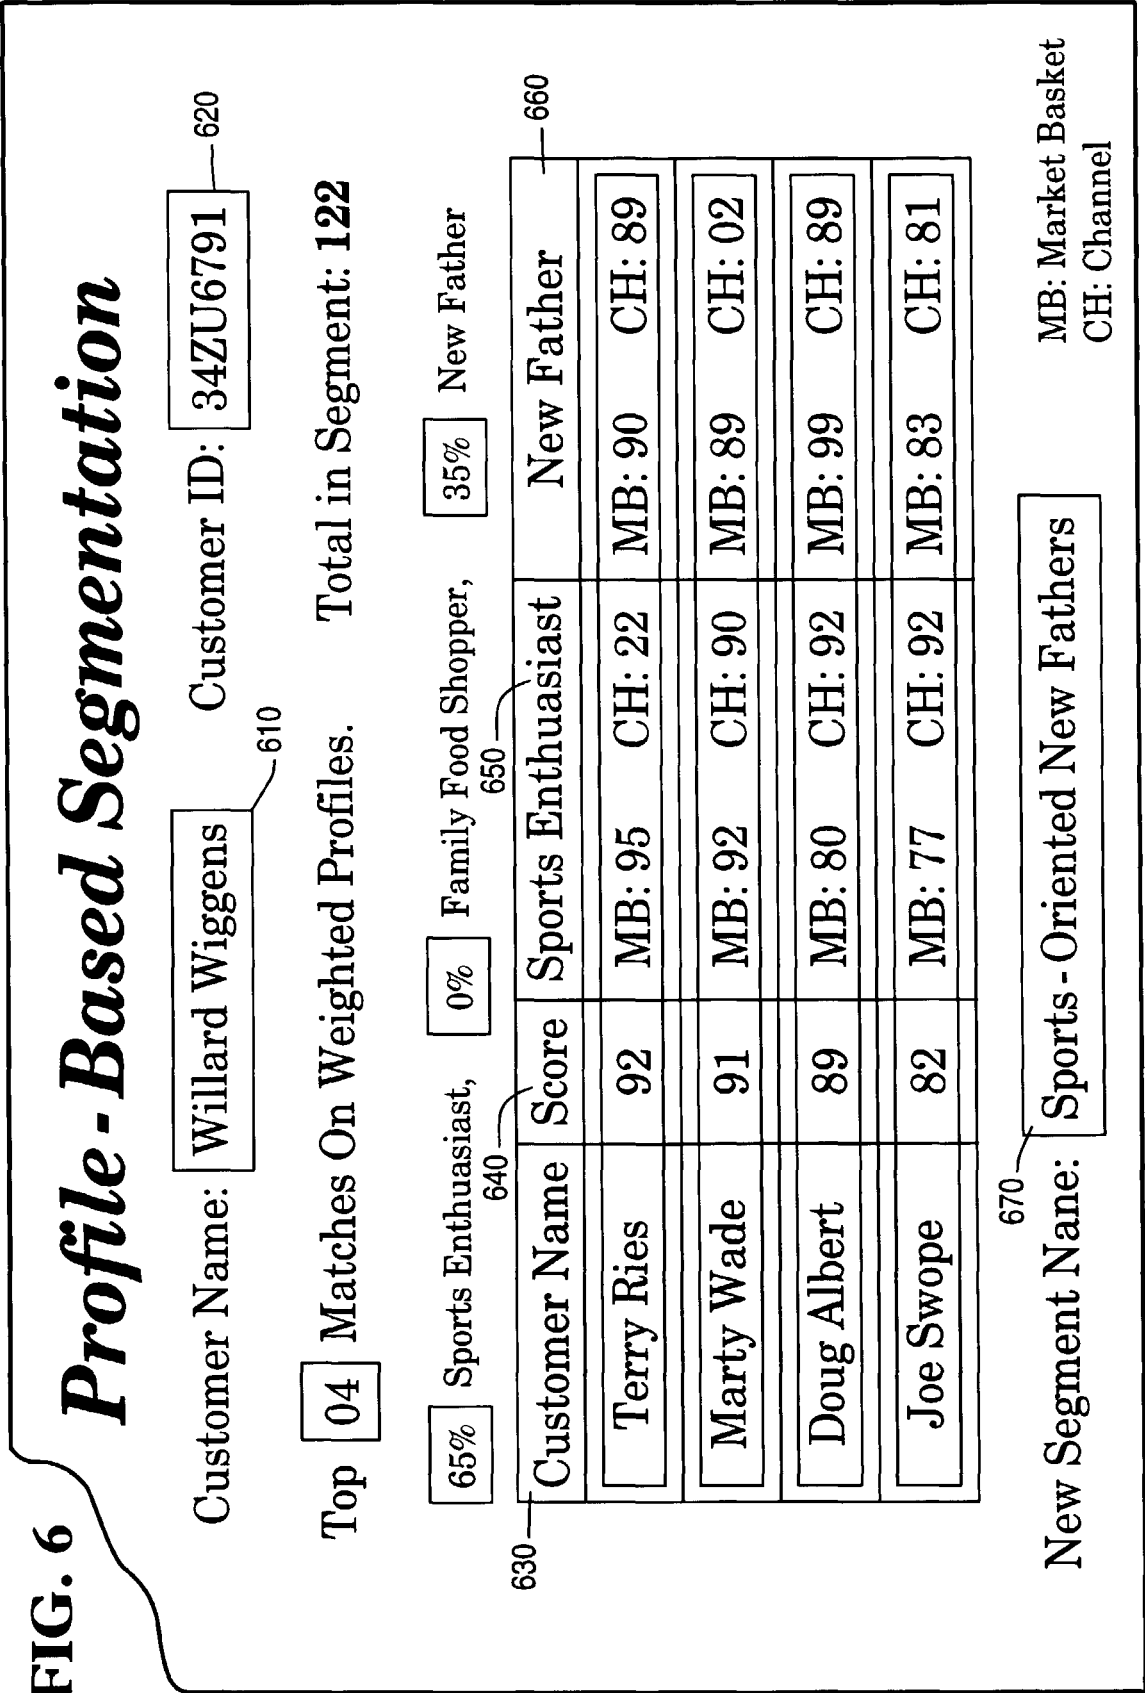 FIG. 6
Profile - Based Segmentation
Customer Name: Willard Wiggens Customer ID: 34ZU6791
610
620
Top 04 Matches On Weighted Profiles. Total in Segment: 122
65% Sports Enthuasiast, 0% Family Food Shopper, 35% New Father
630
640
650
660
Customer Name Score Sports Enthuasiast New Father
Terry Ries 92 MB: 95 CH: 22 MB: 90 CH: 89
Marty Wade 91 MB: 92 CH: 90 MB: 89 CH: 02
Doug Albert 89 MB: 80 CH: 92 MB: 99 CH: 89
Joe Swope 82 MB: 77 CH: 92 MB: 83 CH: 81
670
New Segment Nane: Sports - Oriented New Fathers
MB: Market Basket
CH: Channel